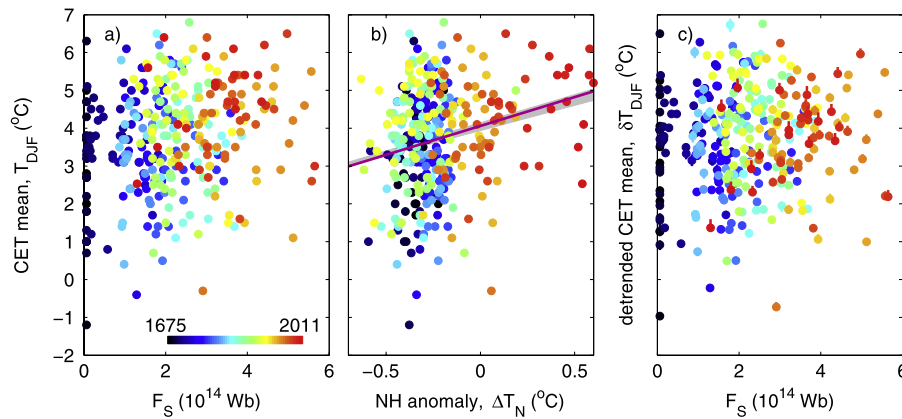 a)
b)
c)
CET mean, T_DJF (°C)
7
6
5
4
3
2
1
0
−1
−2
1675 2011
0 2 4 6
F_S (10^14 Wb)
−0.5 0 0.5
NH anomaly, ΔT_N (°C)
detrended CET mean, δT_DJF (°C)
0 2 4 6
F_S (10^14 Wb)